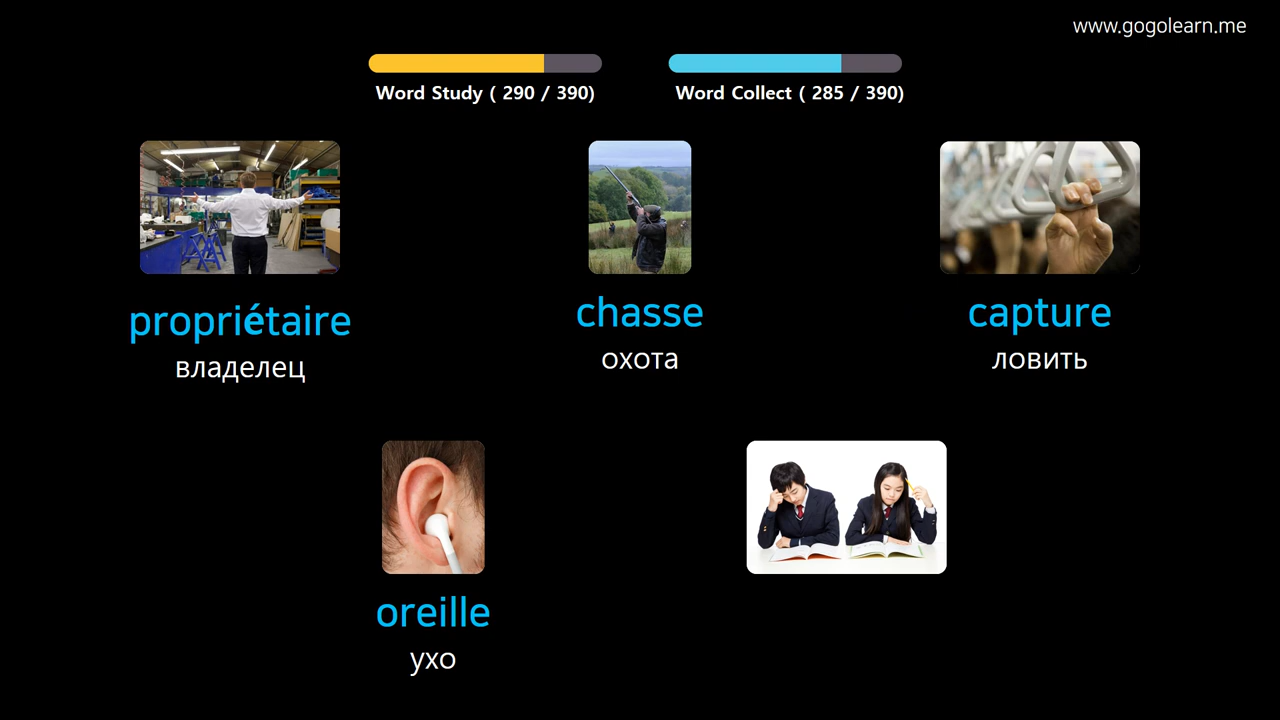 www.gogolearn.me
Word Study ( 290 / 390)
Word Collect ( 285 / 390)
propriétaire
владелец
chasse
охота
capture
ловить
oreille
ухо